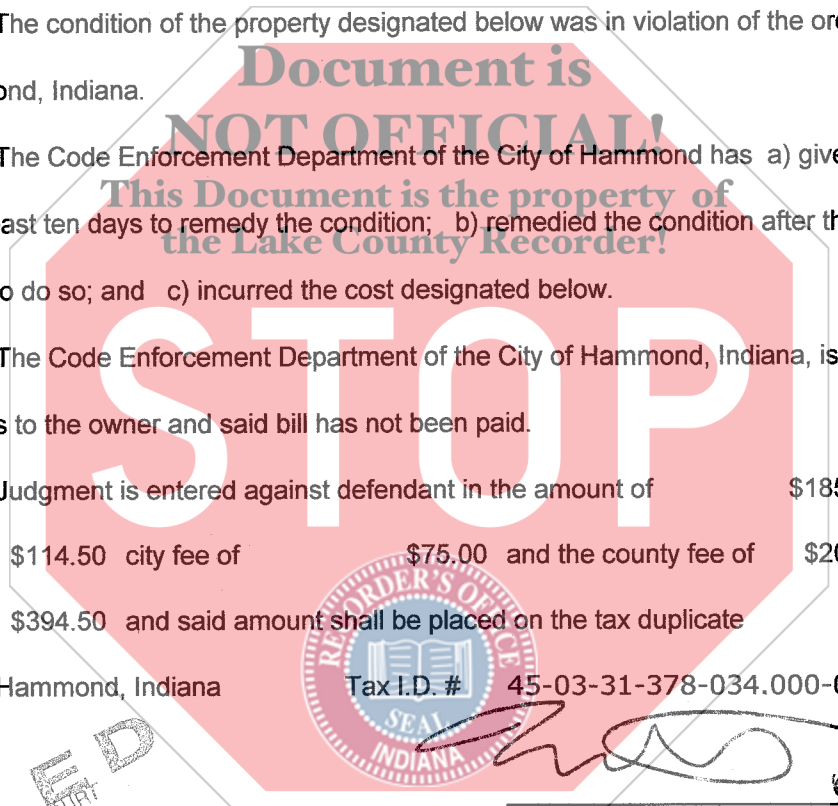 The condition of the property designated below was in violation of the or
Document is
ond, Indiana.
NOT OFFICIAL!
The Code Enforcement Department of the City of Hammond has a) give
This Document is the property of
ast ten days to remedy the condition; b) remedied the condition after th
the Lake County Recorder!
o do so; and c) incurred the cost designated below.
STOP
The Code Enforcement Department of the City of Hammond, Indiana, is
s to the owner and said bill has not been paid.
Judgment is entered against defendant in the amount of $185
$114.50 city fee of $75.00 and the county fee of $20
RECORDER'S OFFICE
$394.50 and said amount shall be placed on the tax duplicate
Hammond, Indiana Tax I.D. # 45-03-31-378-034.000-0
SEAL
INDIANA
ED